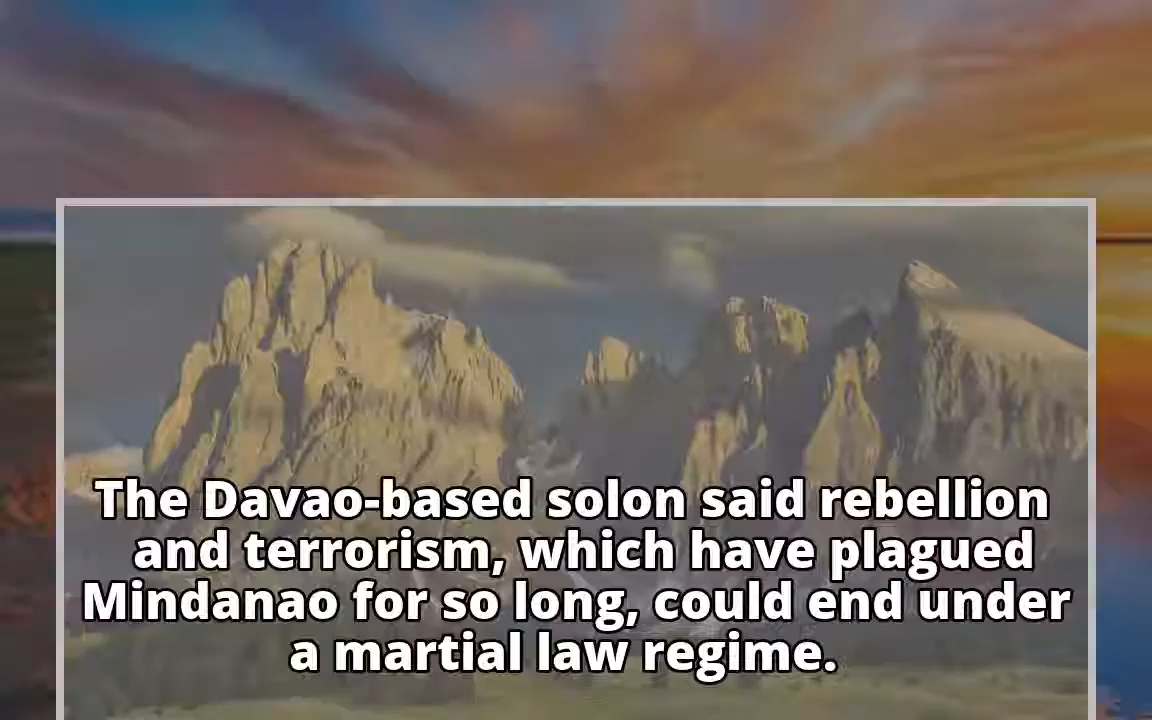 The Davao-based solon said rebellion
and terrorism, which have plagued
Mindanao for so long, could end under
a martial law regime.